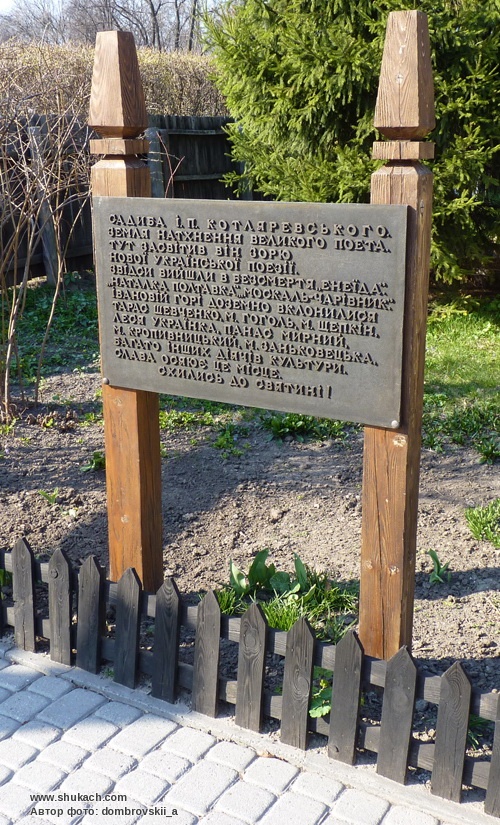 САДИБА І.П. КОТЛЯРЕВСЬКОГО.
ЗЕМЛЯ НАТХНЕННЯ ВЕЛИКОГО ПОЕТА.
ТУТ ЗАСВІТИВ ВІН ЗОРЮ
НОВОЇ УКРАЇНСЬКОЇ ПОЕЗІЇ.
ЗВІДСИ ВИЙШЛИ В БЕЗСМЕРТЯ „ЕНЕЇДА”,
„НАТАЛКА ПОЛТАВКА”, „МОСКАЛЬ-ЧАРІВНИК”
ІВАНОВІЙ ГОРІ ДОЗЕМНО ВКЛОНИЛИСЯ
ТАРАС ШЕВЧЕНКО, М. ГОГОЛЬ, М. ЩЕПКІН,
ЛЕСЯ УКРАЇНКА, ПАНАС МИРНИЙ,
М. КРОПИВНИЦЬКИЙ, М. ЗАНЬКОВЕЦЬКА,
БАГАТО ІНШИХ ДІЯЧІВ КУЛЬТУРИ.
СЛАВА ОСЯЮЄ ЦЕ МІСЦЕ.
СХИЛИСЬ ДО СВЯТИНІ!
www.shukach.com
Автор фото: dombrovskii_a